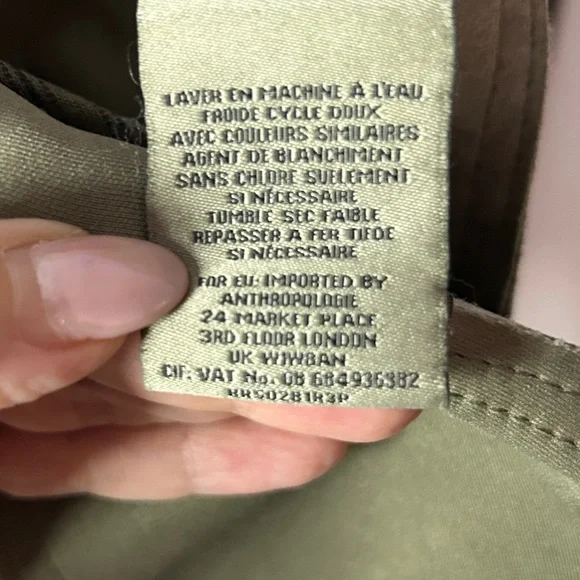 LAVER EN MACHINE À L'EAU
FROIDE CYCLE DOUX
AVEC COULEURS SIMILAIRES
AGENT DE BLANCHIMENT
SANS CHLORE SUELEMENT
SI NÉCESSAIRE
TUMBLE SEC FAIBLE
REPASSER A FER TIEDE
SI NÉCESSAIRE
FOR EU: IMPORTED BY
ANTHROPOLOGIE
24 MARKET PLACE
3RD FLOOR LONDON
UK W1W8AN
CIF: VAT No. GB 684936382